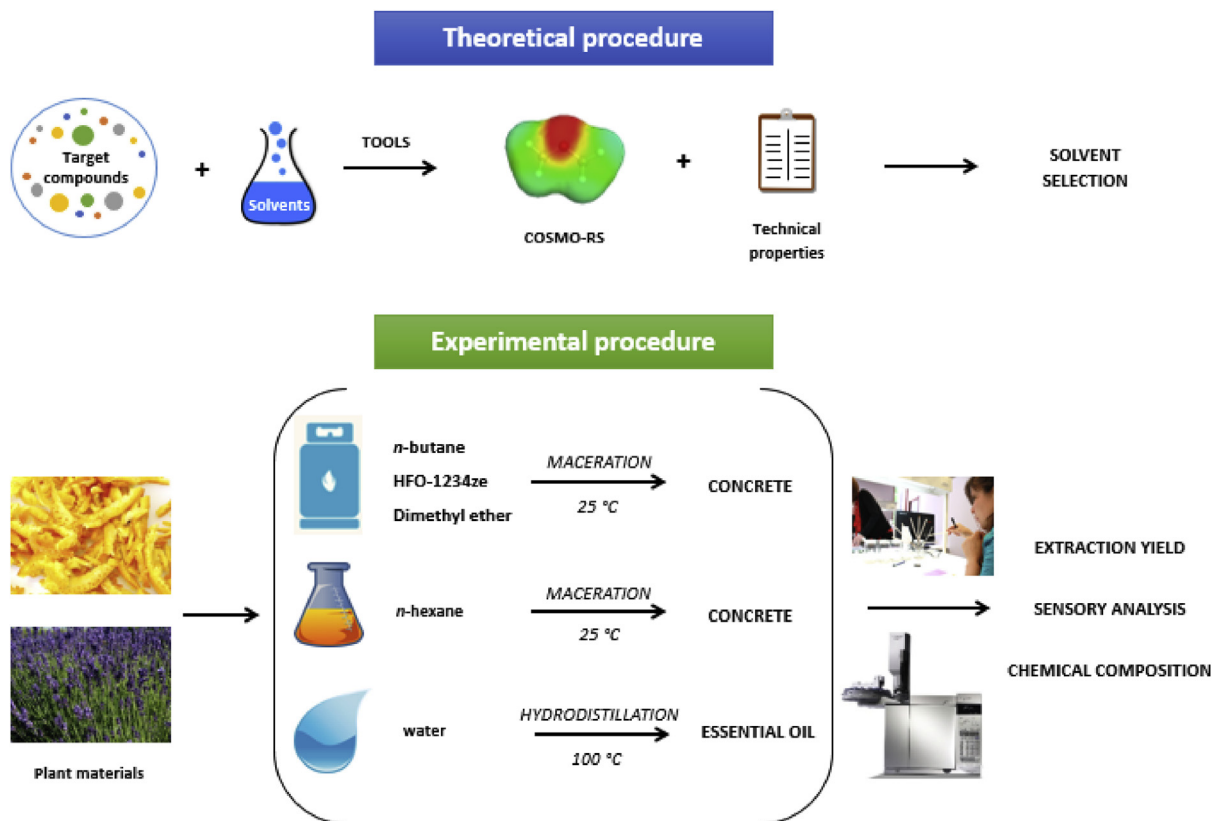 Theoretical procedure
Target
compounds
+
Solvents
TOOLS
COSMO-RS
+
Technical
properties
SOLVENT
SELECTION
Experimental procedure
Plant materials
n-butane
HFO-1234ze
Dimethyl ether
MACERATION
25 °C
CONCRETE
n-hexane
MACERATION
25 °C
CONCRETE
water
HYDRODISTILLATION
100 °C
ESSENTIAL OIL
EXTRACTION YIELD
SENSORY ANALYSIS
CHEMICAL COMPOSITION